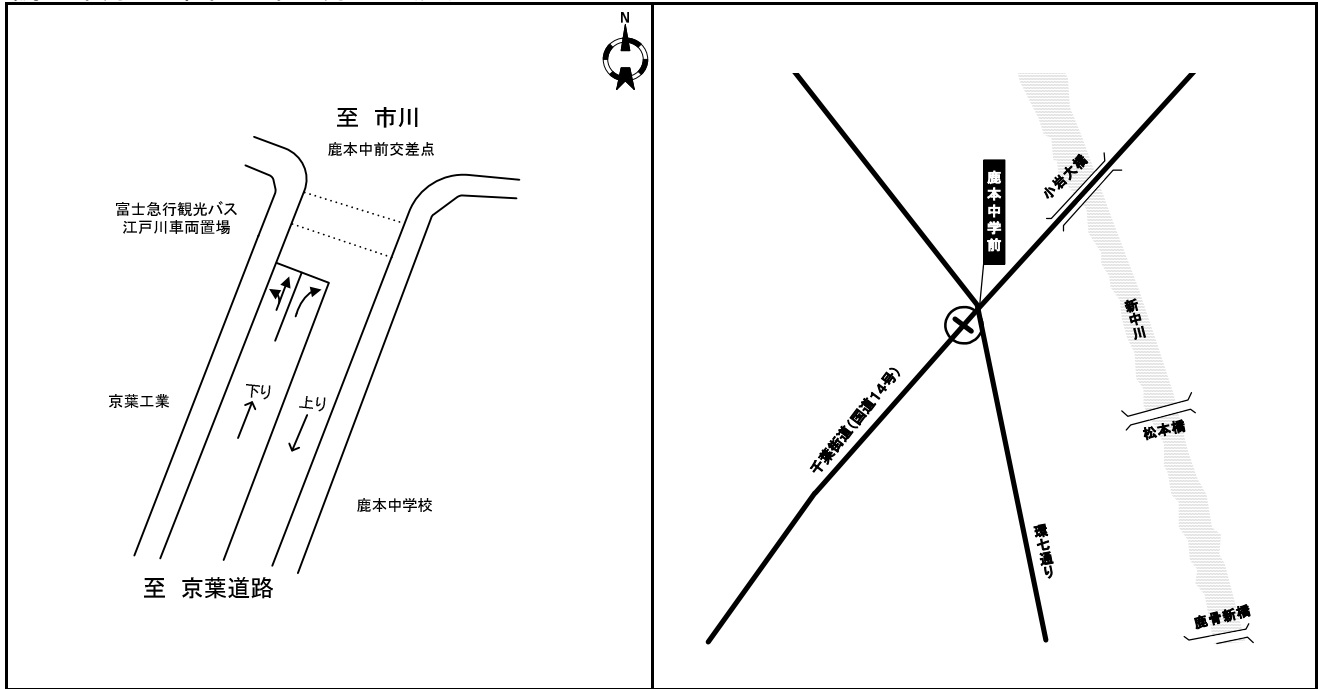 N
至 市川
鹿本中前交差点
富士急行観光バス
江戸川車両置場
京葉工業
下り
上り
鹿本中学校
至 京葉道路
鹿本中学前
小岩大橋
新中川
千葉街道(国道14号)
松本橋
環七通り
鹿骨新橋